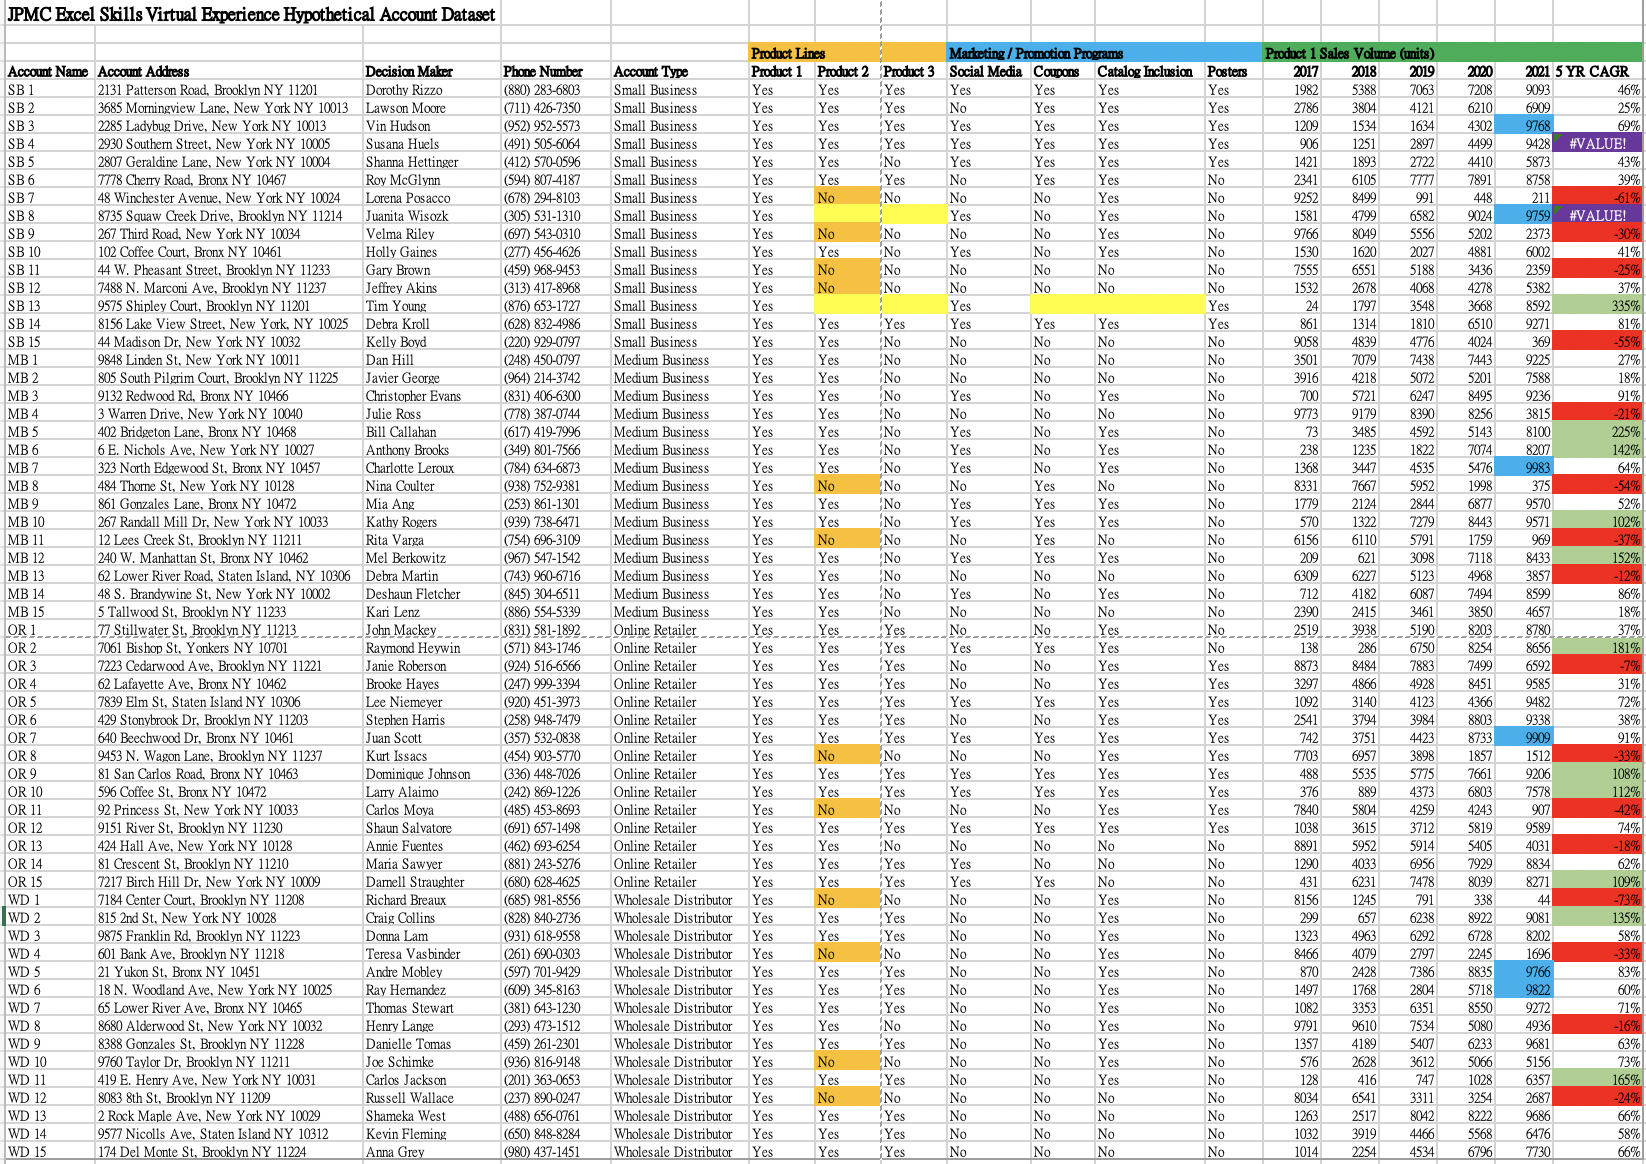 JPMC Excel Skills Virtual Experience Hypothetical Account Dataset
Product Lines Marketing / Promotion Programs Product 1 Sales Volume (units)
Account Name Account Address Decision Maker Phone Number Account Type Product 1 Product 2 Product 3 Social Media Coupons Catalog Inclusion Posters 2017 2018 2019 2020 2021 5 YR CAGR
SB 1 2131 Patterson Road, Brooklyn NY 11201 Dorothy Rizzo (880) 283-6803 Small Business Yes Yes Yes Yes Yes Yes Yes 1982 5388 7063 7208 9093 46%
SB 2 3685 Morningview Lane, New York NY 10013 Lawson Moore (711) 426-7350 Small Business Yes Yes Yes No Yes Yes Yes 2786 3804 4121 6210 6909 25%
SB 3 2285 Ladybug Drive, New York NY 10013 Vin Hudson (952) 952-5573 Small Business Yes Yes Yes Yes Yes Yes Yes 1209 1534 1634 4302 9768 69%
SB 4 2930 Southern Street, New York NY 10005 Susana Huels (491) 505-6064 Small Business Yes Yes Yes Yes Yes Yes Yes 906 1251 2897 4499 9428 #VALUE!
SB 5 2807 Geraldine Lane, New York NY 10004 Shanna Hettinger (412) 570-0596 Small Business Yes Yes No Yes Yes Yes Yes 1421 1893 2722 4410 5873 43%
SB 6 7778 Cherry Road, Bronx NY 10467 Roy McGlynn (594) 807-4187 Small Business Yes Yes Yes No Yes Yes No 2341 6105 7777 7891 8758 39%
SB 7 48 Winchester Avenue, New York NY 10024 Lorena Posacco (678) 294-8103 Small Business Yes No No No No No No 9252 8499 991 448 211 -61%
SB 8 8735 Squaw Creek Drive, Brooklyn NY 11214 Juanita Wisozk (305) 531-1310 Small Business Yes Yes No Yes No 1581 4799 6582 9024 9759 #VALUE!
SB 9 267 Third Road, New York NY 10034 Velma Riley (697) 543-0310 Small Business Yes No No No No Yes No 9766 8049 5556 5202 2373 -30%
SB 10 102 Coffee Court, Bronx NY 10461 Holly Gaines (277) 456-4626 Small Business Yes Yes No Yes No Yes No 1530 1620 2027 4881 6002 41%
SB 11 44 W. Pheasant Street, Brooklyn NY 11233 Gary Brown (459) 968-9453 Small Business Yes No No No No No No 7555 6551 5188 3436 2359 -25%
SB 12 7488 N. Marconi Ave, Brooklyn NY 11237 Jeffrey Akins (313) 417-8968 Small Business Yes No No No No No No 1532 2678 4068 4278 5382 37%
SB 13 9575 Shipley Court, Brooklyn NY 11201 Tim Young (876) 653-1727 Small Business Yes Yes Yes 24 1797 3548 3668 8592 335%
SB 14 8156 Lake View Street, New York, NY 10025 Debra Kroll (628) 832-4986 Small Business Yes Yes Yes Yes Yes Yes Yes 861 1314 1810 6510 9271 81%
SB 15 44 Madison Dr, New York NY 10032 Kelly Boyd (220) 929-0797 Small Business Yes Yes No No No No No 9058 4839 4776 4024 369 -55%
MB 1 9848 Linden St, New York NY 10011 Dan Hill (248) 450-0797 Medium Business Yes Yes No No No Yes No 3501 7079 7438 7443 9225 27%
MB 2 805 South Pilgrim Court, Brooklyn NY 11225 Javier George (964) 214-3742 Medium Business Yes Yes No No No Yes No 3916 4218 5072 5201 7588 18%
MB 3 9132 Redwood Rd, Bronx NY 10466 Christopher Evans (831) 406-6300 Medium Business Yes Yes No Yes No Yes No 700 5721 6247 8495 9236 91%
MB 4 3 Warren Drive, New York NY 10040 Julie Ross (778) 387-0744 Medium Business Yes Yes No No No No No 9773 9179 8390 8256 3815 -21%
MB 5 402 Bridgeton Lane, Bronx NY 10468 Bill Callahan (617) 419-7996 Medium Business Yes Yes No Yes No Yes No 73 3485 4592 5143 8100 225%
MB 6 6 E. Nichols Ave, New York NY 10027 Anthony Brooks (349) 801-7566 Medium Business Yes Yes No Yes No Yes No 238 1235 1822 7074 8207 142%
MB 7 323 North Edgewood St, Bronx NY 10457 Charlotte Leroux (784) 634-6873 Medium Business Yes Yes No Yes No Yes No 1368 3447 4535 5476 9983 64%
MB 8 484 Thorne St, New York NY 10128 Nina Coulter (938) 752-9381 Medium Business Yes No No No Yes No No 8331 7667 5952 1998 375 -54%
MB 9 861 Gonzales Lane, Bronx NY 10472 Mia Ang (253) 861-1301 Medium Business Yes Yes No Yes Yes Yes No 1779 2124 2844 6877 9570 52%
MB 10 267 Randall Mill Dr, New York NY 10033 Kathy Rogers (939) 738-6471 Medium Business Yes Yes No Yes Yes Yes No 570 1322 7279 8443 9571 102%
MB 11 12 Lees Creek St, Brooklyn NY 11211 Rita Varga (754) 696-3109 Medium Business Yes No No No Yes No No 6156 6110 5791 1759 969 -37%
MB 12 240 W. Manhattan St, Bronx NY 10462 Mel Berkowitz (967) 547-1542 Medium Business Yes Yes No Yes Yes Yes No 209 621 3098 7118 8433 152%
MB 13 62 Lower River Road, Staten Island, NY 10306 Debra Martin (743) 960-6716 Medium Business Yes Yes No No No No No 6309 6227 5123 4968 3857 -12%
MB 14 48 S. Brandywine St, New York NY 10002 Deshaun Fletcher (845) 304-6511 Medium Business Yes Yes No Yes No Yes No 712 4182 6087 7494 8599 86%
MB 15 5 Tallwood St, Brooklyn NY 11233 Kari Lenz (886) 554-5339 Medium Business Yes Yes No No No No No 2390 2415 3461 3850 4657 18%
OR 1 77 Stillwater St, Brooklyn NY 11213 John Mackey (831) 581-1892 Online Retailer Yes Yes Yes No No Yes No 2519 3938 5190 8203 8780 37%
OR 2 7061 Bishop St, Yonkers NY 10701 Raymond Heywin (571) 843-1746 Online Retailer Yes Yes Yes Yes Yes Yes No 138 286 6750 8254 8656 181%
OR 3 7223 Cedarwood Ave, Brooklyn NY 11221 Janie Roberson (924) 516-6566 Online Retailer Yes Yes Yes No No Yes Yes 8873 8484 7883 7499 6592 -7%
OR 4 62 Lafayette Ave, Bronx NY 10462 Brooke Hayes (247) 999-3394 Online Retailer Yes Yes Yes No No Yes Yes 3297 4866 4928 8451 9585 31%
OR 5 7839 Elm St, Staten Island NY 10306 Lee Niemeyer (920) 451-3973 Online Retailer Yes Yes Yes Yes Yes Yes Yes 1092 3140 4123 4366 9482 72%
OR 6 429 Stonybrook Dr, Brooklyn NY 11203 Stephen Harris (258) 948-7479 Online Retailer Yes Yes Yes No No Yes Yes 2541 3794 3984 8803 9338 38%
OR 7 640 Beechwood Dr, Bronx NY 10461 Juan Scott (357) 532-0838 Online Retailer Yes Yes Yes Yes Yes Yes Yes 742 3751 4423 8733 9909 91%
OR 8 9453 N. Wagon Lane, Brooklyn NY 11237 Kurt Issacs (454) 903-5770 Online Retailer Yes No No No No Yes Yes 7703 6957 3898 1857 1512 -33%
OR 9 81 San Carlos Road, Bronx NY 10463 Dominique Johnson (336) 448-7026 Online Retailer Yes Yes Yes Yes Yes Yes Yes 488 5535 5775 7661 9206 108%
OR 10 596 Coffee St, Bronx NY 10472 Larry Alaimo (242) 869-1226 Online Retailer Yes Yes Yes Yes Yes Yes Yes 376 889 4373 6803 7578 112%
OR 11 92 Princess St, New York NY 10033 Carlos Moya (485) 453-8693 Online Retailer Yes No No No No Yes Yes 7840 5804 4259 4243 907 -42%
OR 12 9151 River St, Brooklyn NY 11230 Shaun Salvatore (691) 657-1498 Online Retailer Yes Yes Yes Yes Yes Yes Yes 1038 3615 3712 5819 9589 74%
OR 13 424 Hall Ave, New York NY 10128 Annie Fuentes (462) 693-6254 Online Retailer Yes Yes No No No No No 8891 5952 5914 5405 4031 -18%
OR 14 81 Crescent St, Brooklyn NY 11210 Maria Sawyer (881) 243-5276 Online Retailer Yes Yes Yes Yes No No No 1290 4033 6956 7929 8834 62%
OR 15 7217 Birch Hill Dr, New York NY 10009 Darnell Straughter (680) 628-4625 Online Retailer Yes Yes Yes Yes Yes No No 431 6231 7478 8039 8271 109%
WD 1 7184 Center Court, Brooklyn NY 11208 Richard Breaux (685) 981-8556 Wholesale Distributor Yes No No No No No No 8156 1245 791 338 44 -73%
WD 2 815 2nd St, New York NY 10028 Craig Collins (828) 840-2736 Wholesale Distributor Yes Yes Yes No No Yes No 299 657 6238 8922 9081 135%
WD 3 9875 Franklin Rd, Brooklyn NY 11223 Donna Lam (931) 618-9558 Wholesale Distributor Yes Yes Yes No No Yes No 1323 4963 6292 6728 8202 58%
WD 4 601 Bank Ave, Brooklyn NY 11218 Teresa Vasbinder (261) 690-0303 Wholesale Distributor Yes No No No No No No 8466 4079 2797 2245 1696 -33%
WD 5 21 Yukon St, Bronx NY 10451 Andre Mobley (597) 701-9429 Wholesale Distributor Yes Yes Yes No No Yes No 870 2428 7386 8835 9766 83%
WD 6 18 N. Woodland Ave, New York NY 10025 Ray Hernandez (609) 345-8163 Wholesale Distributor Yes Yes Yes No No Yes No 1497 1768 2804 5718 9822 60%
WD 7 65 Lower River Ave, Bronx NY 10465 Thomas Stewart (381) 643-1230 Wholesale Distributor Yes Yes Yes No No Yes No 1082 3353 6351 8550 9272 71%
WD 8 8680 Alderwood St, New York NY 10032 Henry Lange (293) 473-1512 Wholesale Distributor Yes Yes No No No Yes No 9791 9610 7534 5080 4936 -16%
WD 9 8388 Gonzales St, Brooklyn NY 11228 Danielle Tomas (459) 261-2301 Wholesale Distributor Yes Yes Yes No No Yes No 1357 4189 5407 6233 9681 63%
WD 10 9760 Taylor Dr, Brooklyn NY 11211 Joe Schimke (936) 816-9148 Wholesale Distributor Yes No No No No No No 576 2628 3612 5066 5156 73%
WD 11 419 E. Henry Ave, New York NY 10031 Carlos Jackson (201) 363-0653 Wholesale Distributor Yes Yes Yes No No Yes No 128 416 747 1028 6357 165%
WD 12 8083 8th St, Brooklyn NY 11209 Russell Wallace (237) 890-0247 Wholesale Distributor Yes No No No No No No 8034 6541 3311 3254 2687 -24%
WD 13 2 Rock Maple Ave, New York NY 10029 Shameka West (488) 656-0761 Wholesale Distributor Yes Yes Yes No No Yes No 1263 2517 8042 8222 9686 66%
WD 14 9577 Nicolls Ave, Staten Island NY 10312 Kevin Fleming (650) 848-8284 Wholesale Distributor Yes Yes Yes No No Yes No 1032 3919 4466 5568 6476 58%
WD 15 174 Del Monte St, Brooklyn NY 11224 Anna Grey (980) 437-1451 Wholesale Distributor Yes Yes Yes No No Yes No 1014 2254 4534 6796 7730 66%